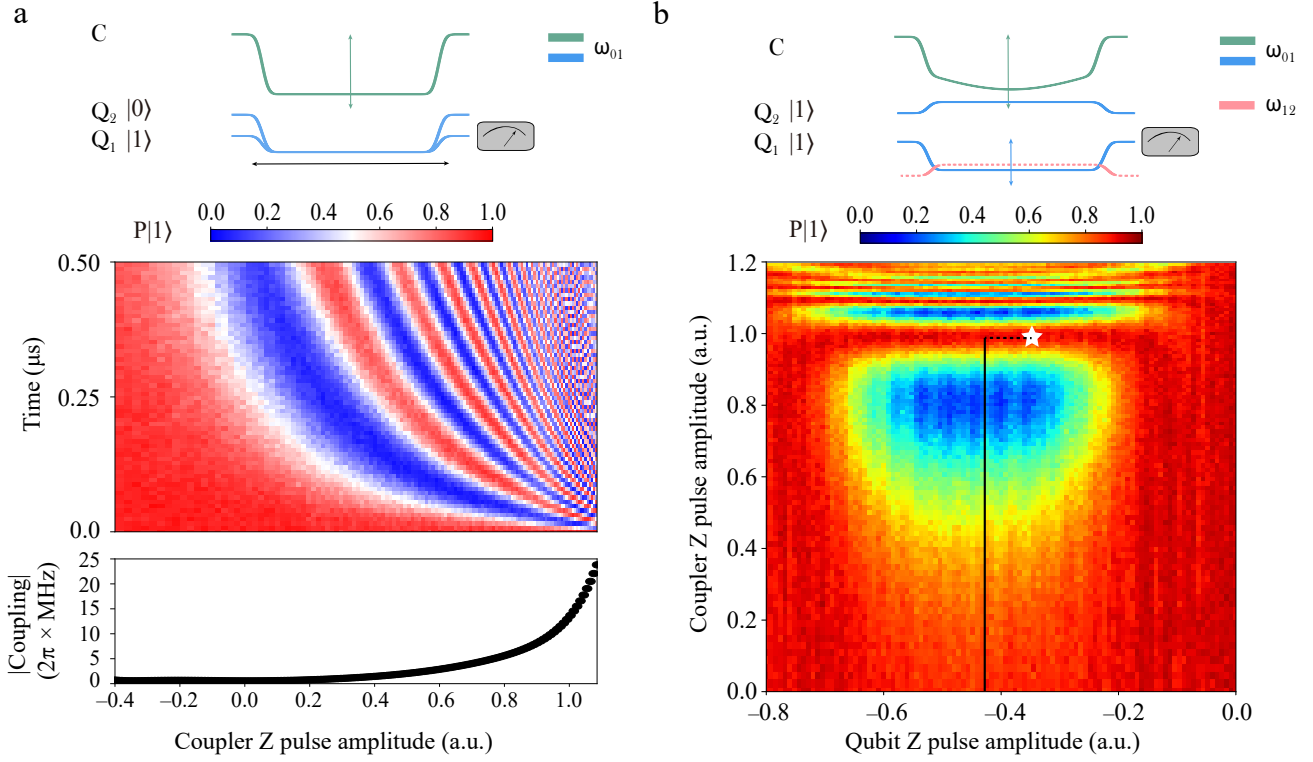 a
C
ω01
Q2 |0⟩
Q1 |1⟩
P|1⟩
0.0 0.2 0.4 0.6 0.8 1.0
0.50
0.25
0.0
Time (μs)
25
20
15
10
5
0
|Coupling|
(2π × MHz)
−0.4 −0.2 0.0 0.2 0.4 0.6 0.8 1.0
Coupler Z pulse amplitude (a.u.)
b
C
ω01
Q2 |1⟩
ω12
Q1 |1⟩
P|1⟩
0.0 0.2 0.4 0.6 0.8 1.0
1.2
1.0
0.8
0.6
0.4
0.2
0.0
Coupler Z pulse amplitude (a.u.)
−0.8 −0.6 −0.4 −0.2 0.0
Qubit Z pulse amplitude (a.u.)